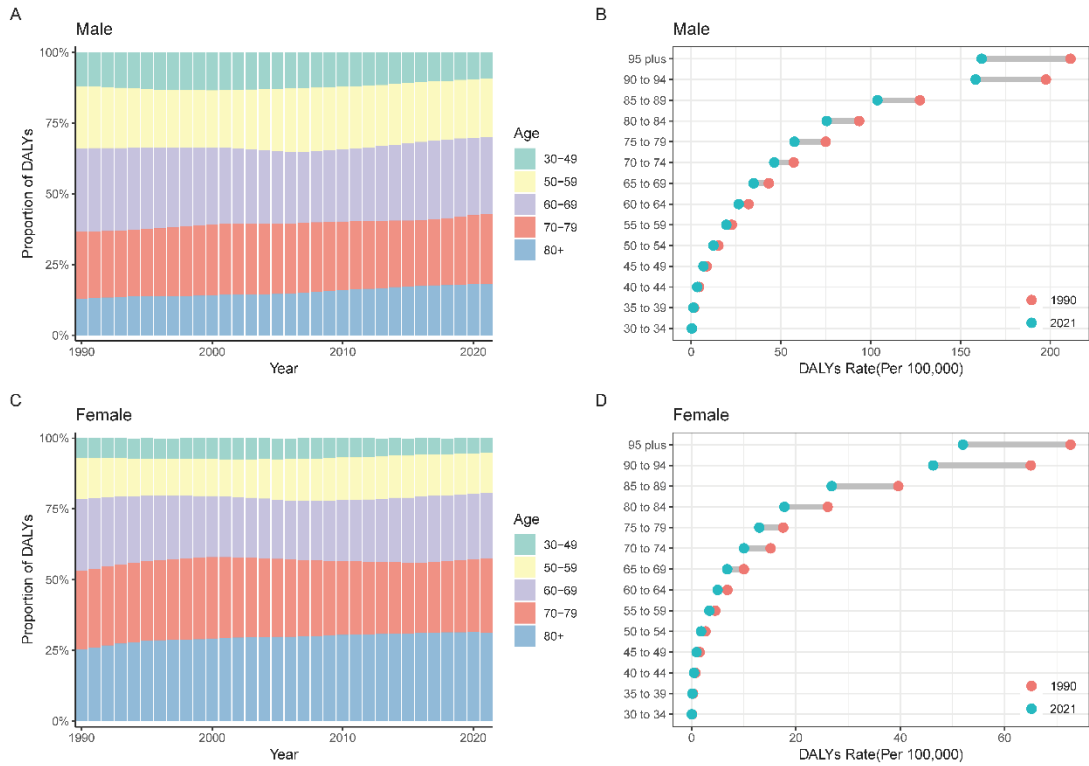 A
Male
100%
75%
50%
25%
0%
Proportion of DALYs
1990
2000
2010
2020
Year
Age
30-49
50-59
60-69
70-79
80+
B
Male
95 plus
90 to 94
85 to 89
80 to 84
75 to 79
70 to 74
65 to 69
60 to 64
55 to 59
50 to 54
45 to 49
40 to 44
35 to 39
30 to 34
1990
2021
0
50
100
150
200
DALYs Rate(Per 100,000)
C
Female
100%
75%
50%
25%
0%
Proportion of DALYs
1990
2000
2010
2020
Year
Age
30-49
50-59
60-69
70-79
80+
D
Female
95 plus
90 to 94
85 to 89
80 to 84
75 to 79
70 to 74
65 to 69
60 to 64
55 to 59
50 to 54
45 to 49
40 to 44
35 to 39
30 to 34
1990
2021
0
20
40
60
DALYs Rate(Per 100,000)